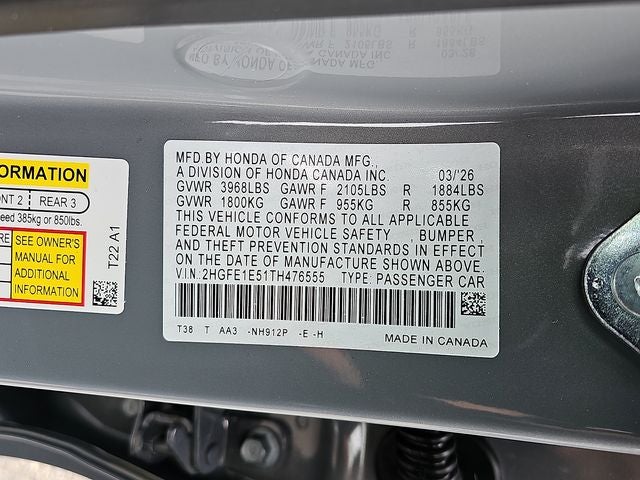 ORMATION
ONT 2 REAR 3
eed 385kg or 850lbs.
RE
SEE OWNER'S
MANUAL FOR
ADDITIONAL
INFORMATION
T22 A1
MFD BY HONDA OF CANADA MFG.,
A DIVISION OF HONDA CANADA INC. 03/'26
GVWR 3968LBS GAWR F 2105LBS R 1884LBS
GVWR 1800KG GAWR F 955KG R 855KG
THIS VEHICLE CONFORMS TO ALL APPLICABLE
FEDERAL MOTOR VEHICLE SAFETY , BUMPER
AND THEFT PREVENTION STANDARDS IN EFFECT
ON THE DATE OF MANUFACTURE SHOWN ABOVE.
V.I.N.:2HGFE1E51TH476555 TYPE: PASSENGER CAR
T38 T AA3 -NH912P -E -H
MADE IN CANADA